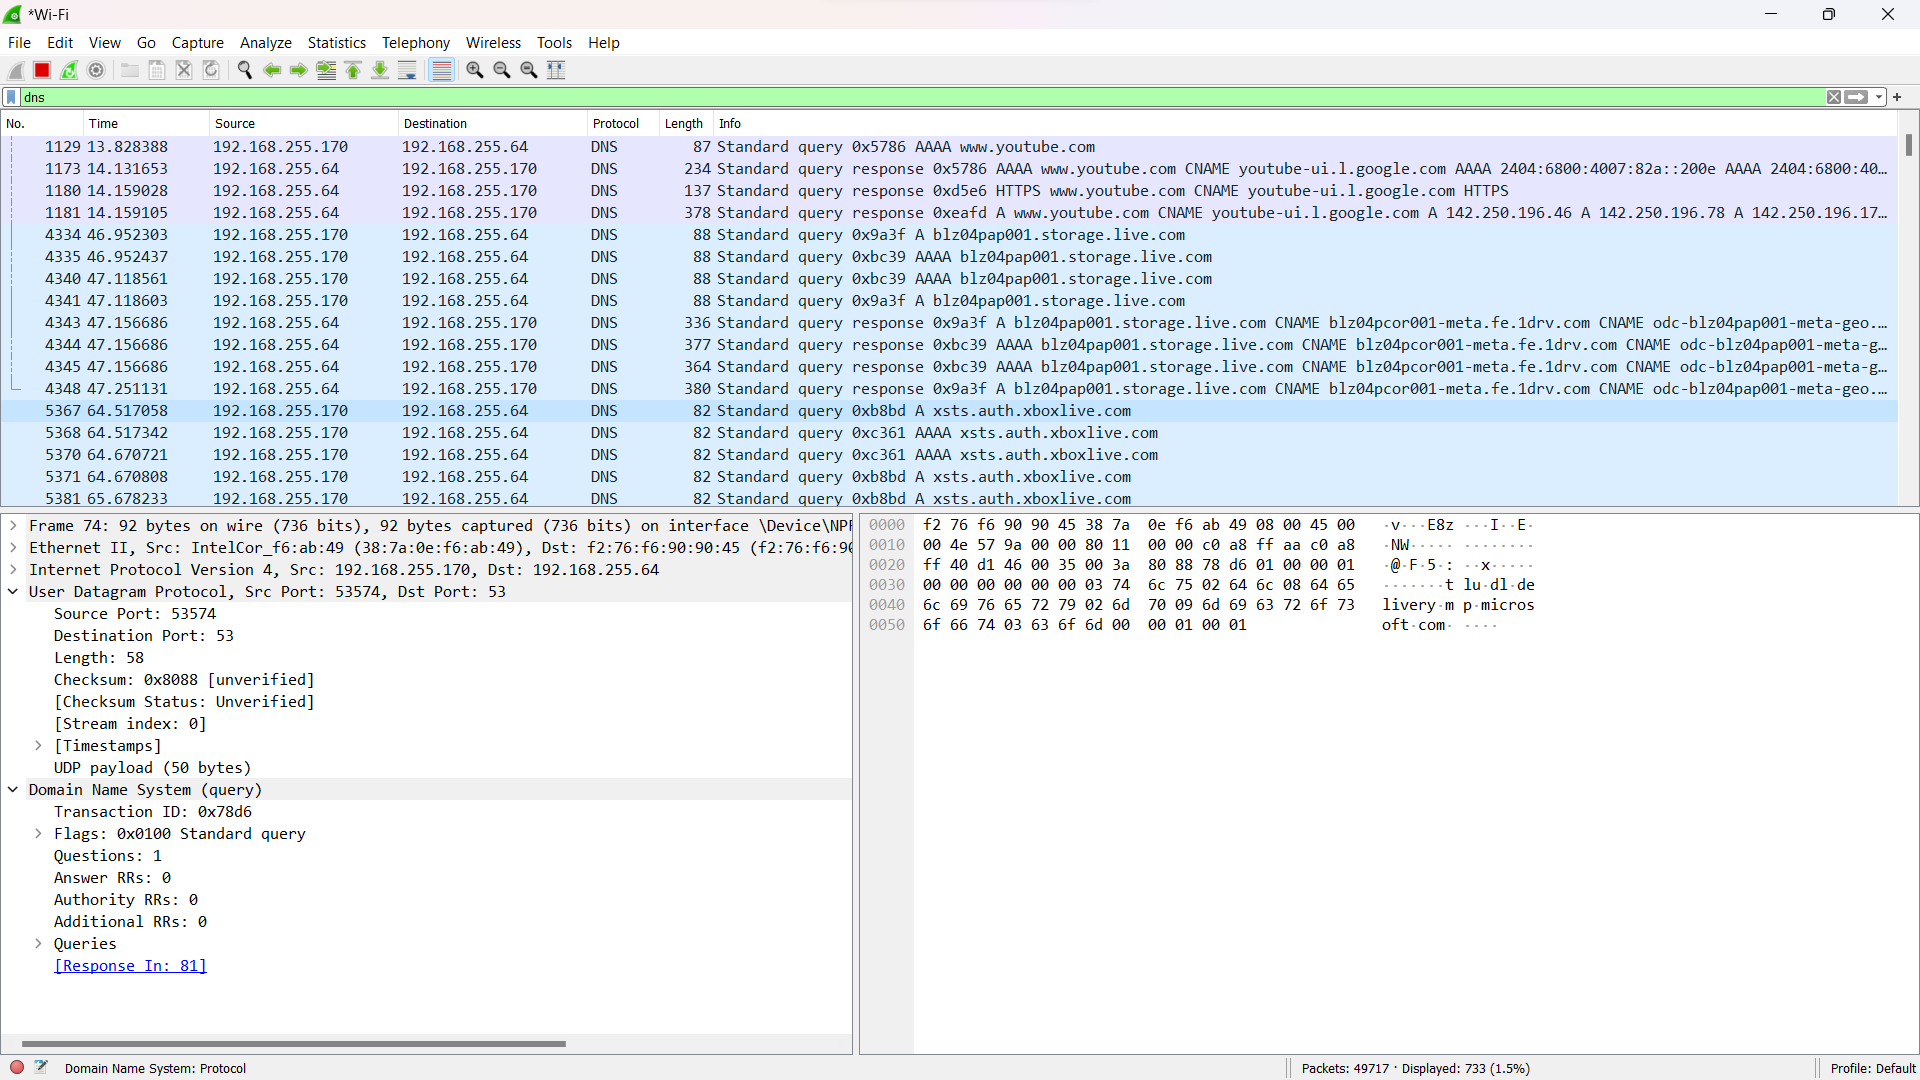 *Wi-Fi
File Edit View Go Capture Analyze Statistics Telephony Wireless Tools Help
dns
No. Time Source Destination Protocol Length Info
1129 13.828388 192.168.255.170 192.168.255.64 DNS 87 Standard query 0x5786 AAAA www.youtube.com
1173 14.131653 192.168.255.64 192.168.255.170 DNS 234 Standard query response 0x5786 AAAA www.youtube.com CNAME youtube-ui.l.google.com AAAA 2404:6800:4007:82a::200e AAAA 2404:6800:40…
1180 14.159028 192.168.255.64 192.168.255.170 DNS 137 Standard query response 0xd5e6 HTTPS www.youtube.com CNAME youtube-ui.l.google.com HTTPS
1181 14.159105 192.168.255.64 192.168.255.170 DNS 378 Standard query response 0xeafd A www.youtube.com CNAME youtube-ui.l.google.com A 142.250.196.46 A 142.250.196.78 A 142.250.196.17…
4334 46.952303 192.168.255.170 192.168.255.64 DNS 88 Standard query 0x9a3f A blz04pap001.storage.live.com
4335 46.952437 192.168.255.170 192.168.255.64 DNS 88 Standard query 0xbc39 AAAA blz04pap001.storage.live.com
4340 47.118561 192.168.255.170 192.168.255.64 DNS 88 Standard query 0xbc39 AAAA blz04pap001.storage.live.com
4341 47.118603 192.168.255.170 192.168.255.64 DNS 88 Standard query 0x9a3f A blz04pap001.storage.live.com
4343 47.156686 192.168.255.64 192.168.255.170 DNS 336 Standard query response 0x9a3f A blz04pap001.storage.live.com CNAME blz04pcor001-meta.fe.1drv.com CNAME odc-blz04pap001-meta-geo.…
4344 47.156686 192.168.255.64 192.168.255.170 DNS 377 Standard query response 0xbc39 AAAA blz04pap001.storage.live.com CNAME blz04pcor001-meta.fe.1drv.com CNAME odc-blz04pap001-meta-g…
4345 47.156686 192.168.255.64 192.168.255.170 DNS 364 Standard query response 0xbc39 AAAA blz04pap001.storage.live.com CNAME blz04pcor001-meta.fe.1drv.com CNAME odc-blz04pap001-meta-g…
4348 47.251131 192.168.255.64 192.168.255.170 DNS 380 Standard query response 0x9a3f A blz04pap001.storage.live.com CNAME blz04pcor001-meta.fe.1drv.com CNAME odc-blz04pap001-meta-geo.…
5367 64.517058 192.168.255.170 192.168.255.64 DNS 82 Standard query 0xb8bd A xsts.auth.xboxlive.com
5368 64.517342 192.168.255.170 192.168.255.64 DNS 82 Standard query 0xc361 AAAA xsts.auth.xboxlive.com
5370 64.670721 192.168.255.170 192.168.255.64 DNS 82 Standard query 0xc361 AAAA xsts.auth.xboxlive.com
5371 64.670808 192.168.255.170 192.168.255.64 DNS 82 Standard query 0xb8bd A xsts.auth.xboxlive.com
5381 65.678233 192.168.255.170 192.168.255.64 DNS 82 Standard query 0xb8bd A xsts.auth.xboxlive.com
Frame 74: 92 bytes on wire (736 bits), 92 bytes captured (736 bits) on interface \Device\NPF
Ethernet II, Src: IntelCor_f6:ab:49 (38:7a:0e:f6:ab:49), Dst: f2:76:f6:90:90:45 (f2:76:f6:90
Internet Protocol Version 4, Src: 192.168.255.170, Dst: 192.168.255.64
User Datagram Protocol, Src Port: 53574, Dst Port: 53
Source Port: 53574
Destination Port: 53
Length: 58
Checksum: 0x8088 [unverified]
[Checksum Status: Unverified]
[Stream index: 0]
[Timestamps]
UDP payload (50 bytes)
Domain Name System (query)
Transaction ID: 0x78d6
Flags: 0x0100 Standard query
Questions: 1
Answer RRs: 0
Authority RRs: 0
Additional RRs: 0
Queries
[Response In: 81]
0000 f2 76 f6 90 90 45 38 7a 0e f6 ab 49 08 00 45 00 ·v···E8z ···I··E·
0010 00 4e 57 9a 00 00 80 11 00 00 c0 a8 ff aa c0 a8 ·NW····· ········
0020 ff 40 d1 46 00 35 00 3a 80 88 78 d6 01 00 00 01 ·@·F·5·: ··x·····
0030 00 00 00 00 00 00 03 74 6c 75 02 64 6c 08 64 65 ·······t lu·dl·de
0040 6c 69 76 65 72 79 02 6d 70 09 6d 69 63 72 6f 73 livery·m p·micros
0050 6f 66 74 03 63 6f 6d 00 00 01 00 01 oft·com· ····
Domain Name System: Protocol
Packets: 49717 · Displayed: 733 (1.5%)
Profile: Default